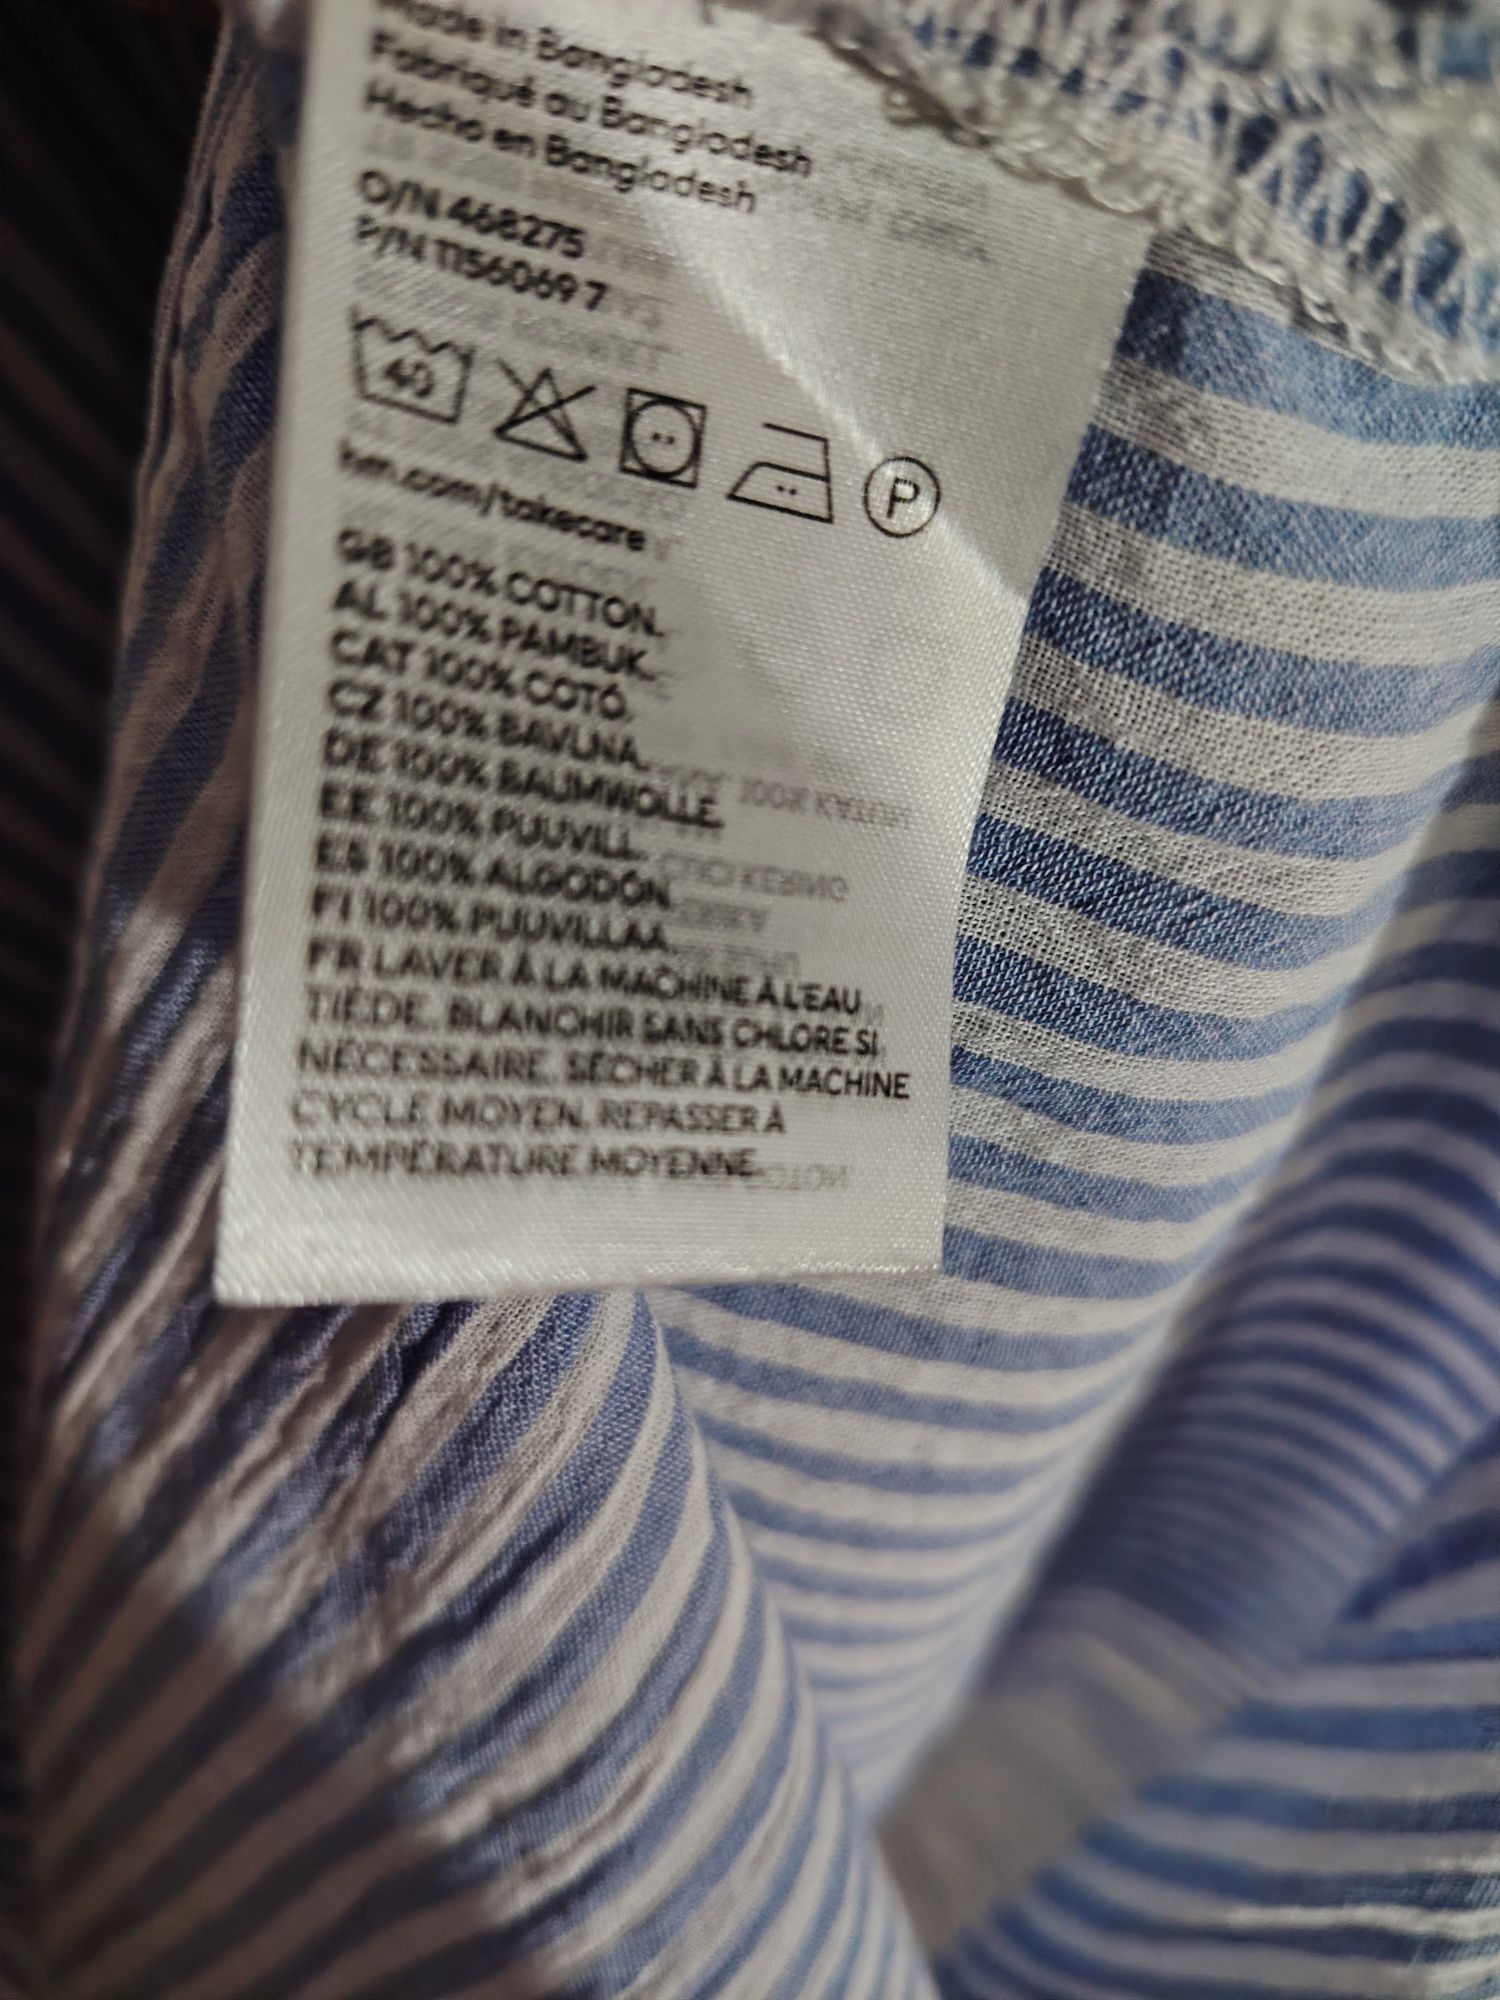 Made in Bangladesh
Fabriqué au Bangladesh
Hecho en Bangladesh
O/N 468275
P/N 1156069 7
40
P
hm.com/takecare
GB 100% COTTON.
AL 100% PAMBUK.
CAT 100% COTÓ.
CZ 100% BAVLNA.
DE 100% BAUMWOLLE.
EE 100% PUUVILL.
ES 100% ALGODÓN.
FI 100% PUUVILLAA.
FR LAVER À LA MACHINE À L'EAU
TIÈDE. BLANCHIR SANS CHLORE SI
NÉCESSAIRE. SÉCHER À LA MACHINE
CYCLE MOYEN. REPASSER À
TEMPÉRATURE MOYENNE.